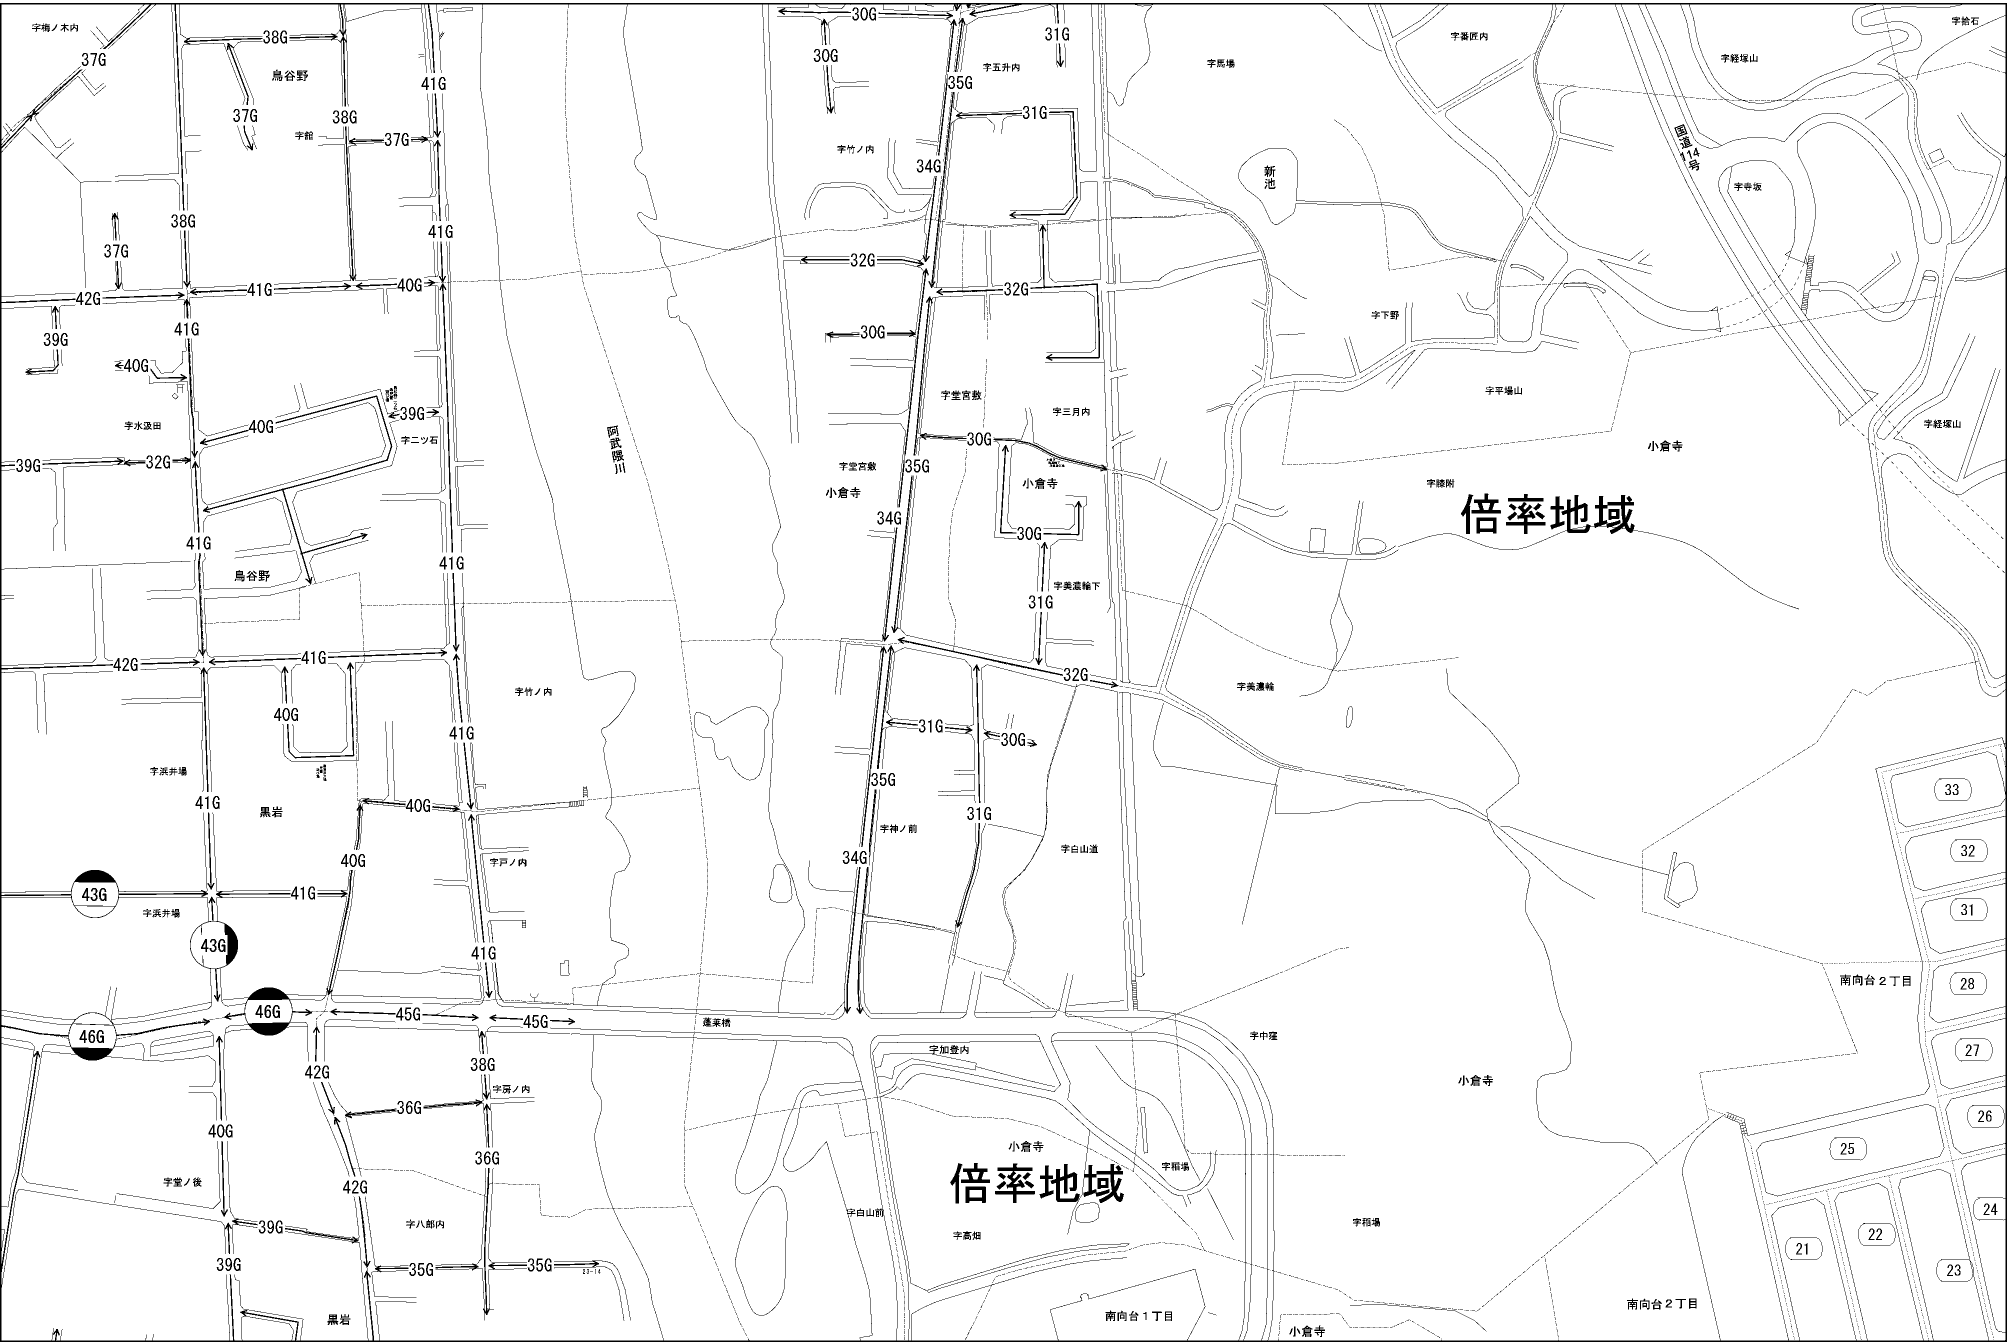 字梅ノ木内
37G
38G
鳥谷野
37G
38G
字館
37G
41G
38G
37G
41G
42G
41G
40G
30G
30G
31G
字五升内
35G
31G
字竹ノ内
34G
字馬場
新池
字番匠内
字拾石
字経塚山
国道114号
字寺坂
32G
32G
41G
39G
40G
30G
字下野
字水汲田
40G
39G
字二ツ石
39G
32G
阿武隈川
字堂宮敷
字三月内
30G
字堂宮敷
小倉寺
35G
34G
小倉寺
30G
字平場山
小倉寺
字経塚山
字膝附
倍率地域
41G
41G
鳥谷野
31G
字美濃輪下
42G
41G
32G
字竹ノ内
40G
41G
31G
30G
字美濃輪
字浜井場
41G
黒岩
40G
35G
31G
字神ノ前
34G
字白山道
40G
字戸ノ内
43G
41G
字浜井場
43G
41G
33
32
31
28
南向台2丁目
27
26
25
24
22
21
23
46G
46G
45G
45G
蓬萊橋
字加登内
字中窪
小倉寺
38G
42G
字房ノ内
36G
40G
36G
小倉寺
倍率地域
字稲場
字堂ノ後
42G
39G
字八郎内
字白山前
字高畑
字稲場
39G
35G
35G
23-14
黒岩
南向台1丁目
小倉寺
南向台2丁目